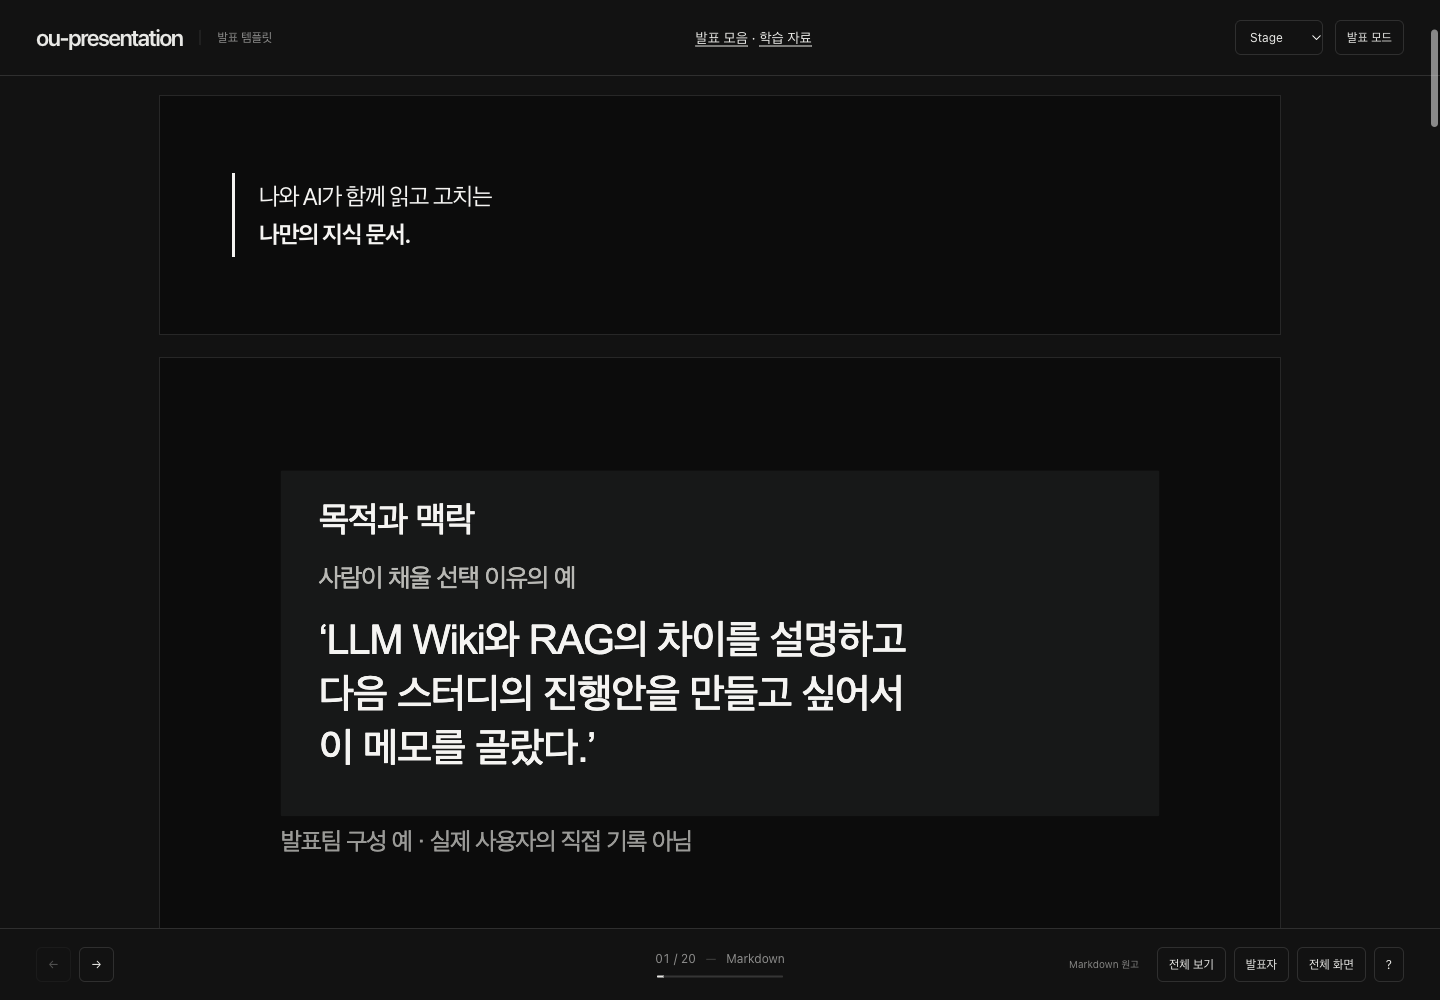 ou-presentation
발표 템플릿
발표 모음 · 학습 자료
Stage
발표 모드
나와 AI가 함께 읽고 고치는
나만의 지식 문서.
목적과 맥락
사람이 채울 선택 이유의 예
‘LLM Wiki와 RAG의 차이를 설명하고
다음 스터디의 진행안을 만들고 싶어서
이 메모를 골랐다.’
발표팀 구성 예 · 실제 사용자의 직접 기록 아님
←
→
01 / 20 — Markdown
Markdown 원고
전체 보기
발표자
전체 화면
?